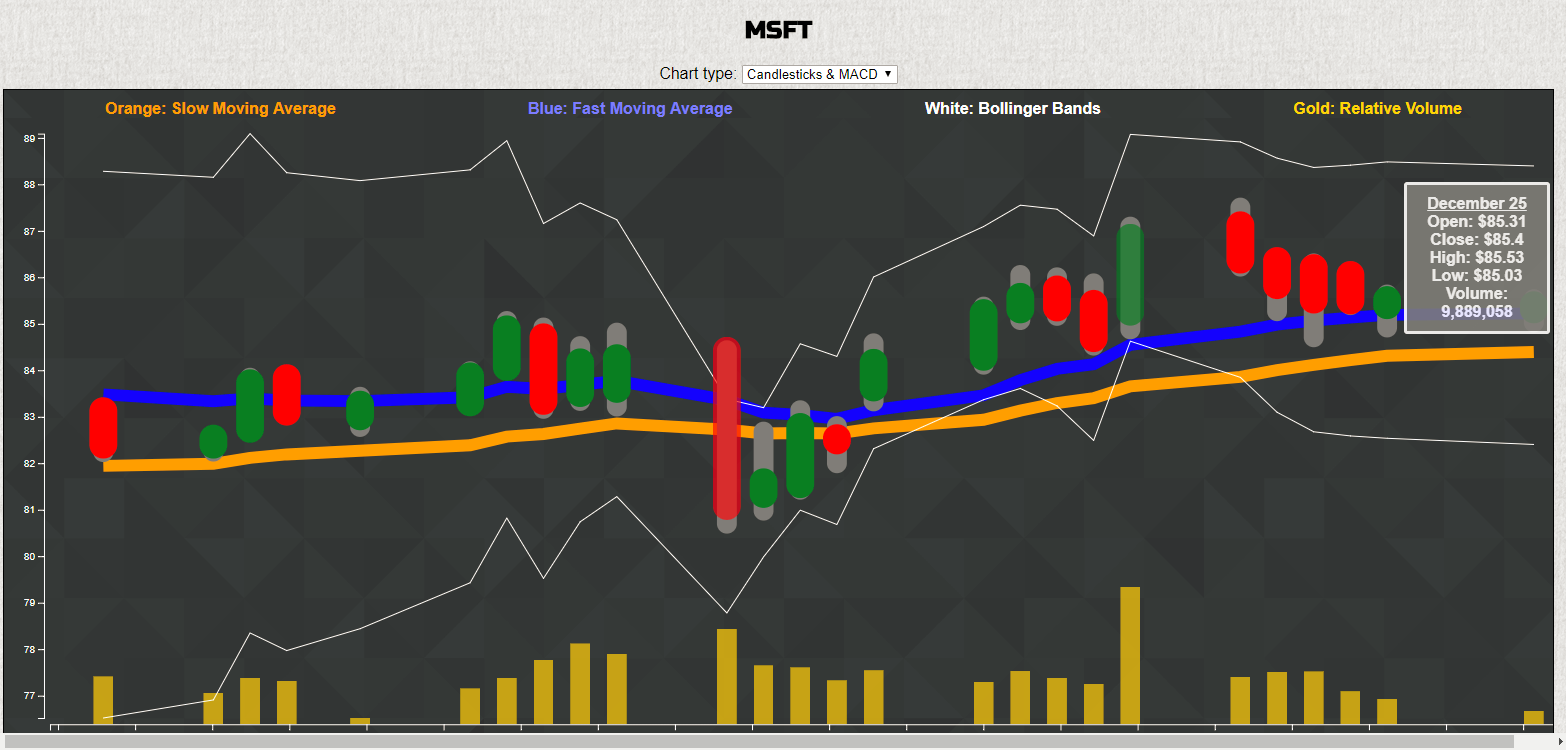 MSFT
Chart type: Candlesticks & MACD
Orange: Slow Moving Average
Blue: Fast Moving Average
White: Bollinger Bands
Gold: Relative Volume
89
88
87
86
85
84
83
82
81
80
79
78
77
December 25
Open: $85.31
Close: $85.4
High: $85.53
Low: $85.03
Volume:
9,889,058